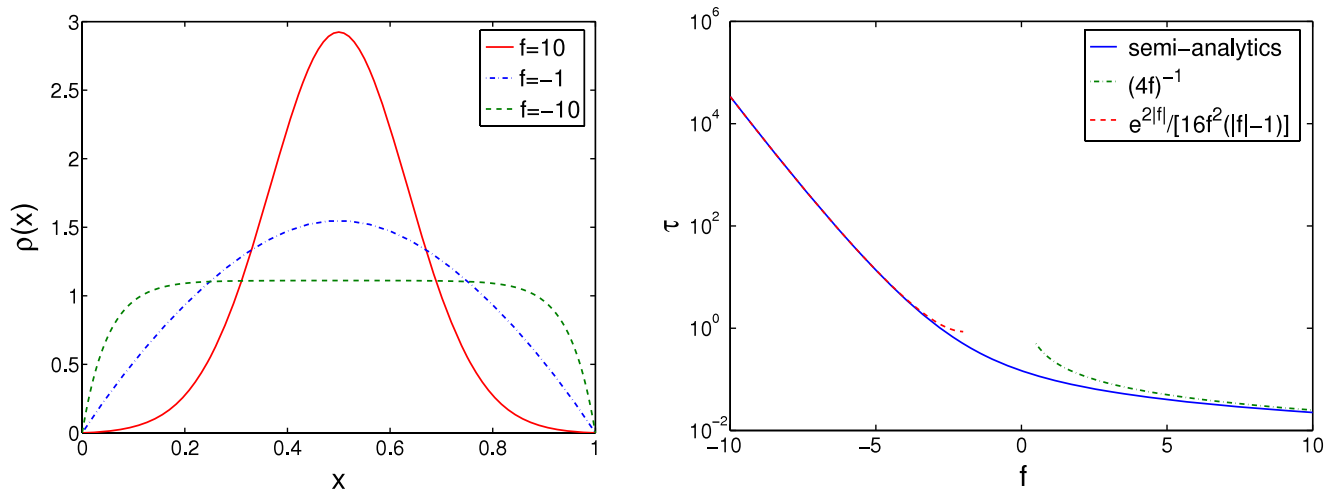 3
2.5
2
1.5
1
0.5
0
0
0.2
0.4
0.6
0.8
1
x
ρ(x)
f=10
f=−1
f=−10
10^6
10^4
10^2
10^0
10^−2
−10
−5
0
5
10
f
τ
semi−analytics
(4f)^−1
e^2|f|/[16f^2(|f|−1)]